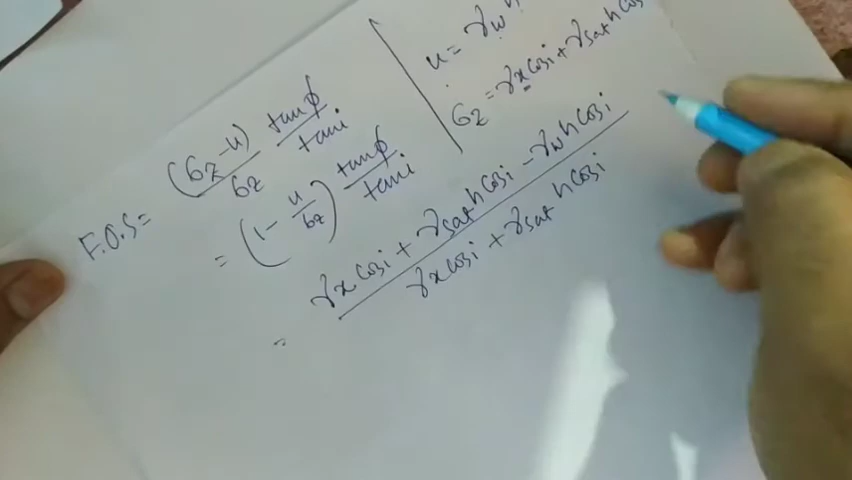 F.O.S = (σz - u) / σz tanϕ / tani
= (1 - u / σz) tanϕ / tani
= γx cosi + γsat h cosi - γw h cosi / γx cosi + γsat h cosi
u = γw h
σz = γx cosi + γsat h cosi